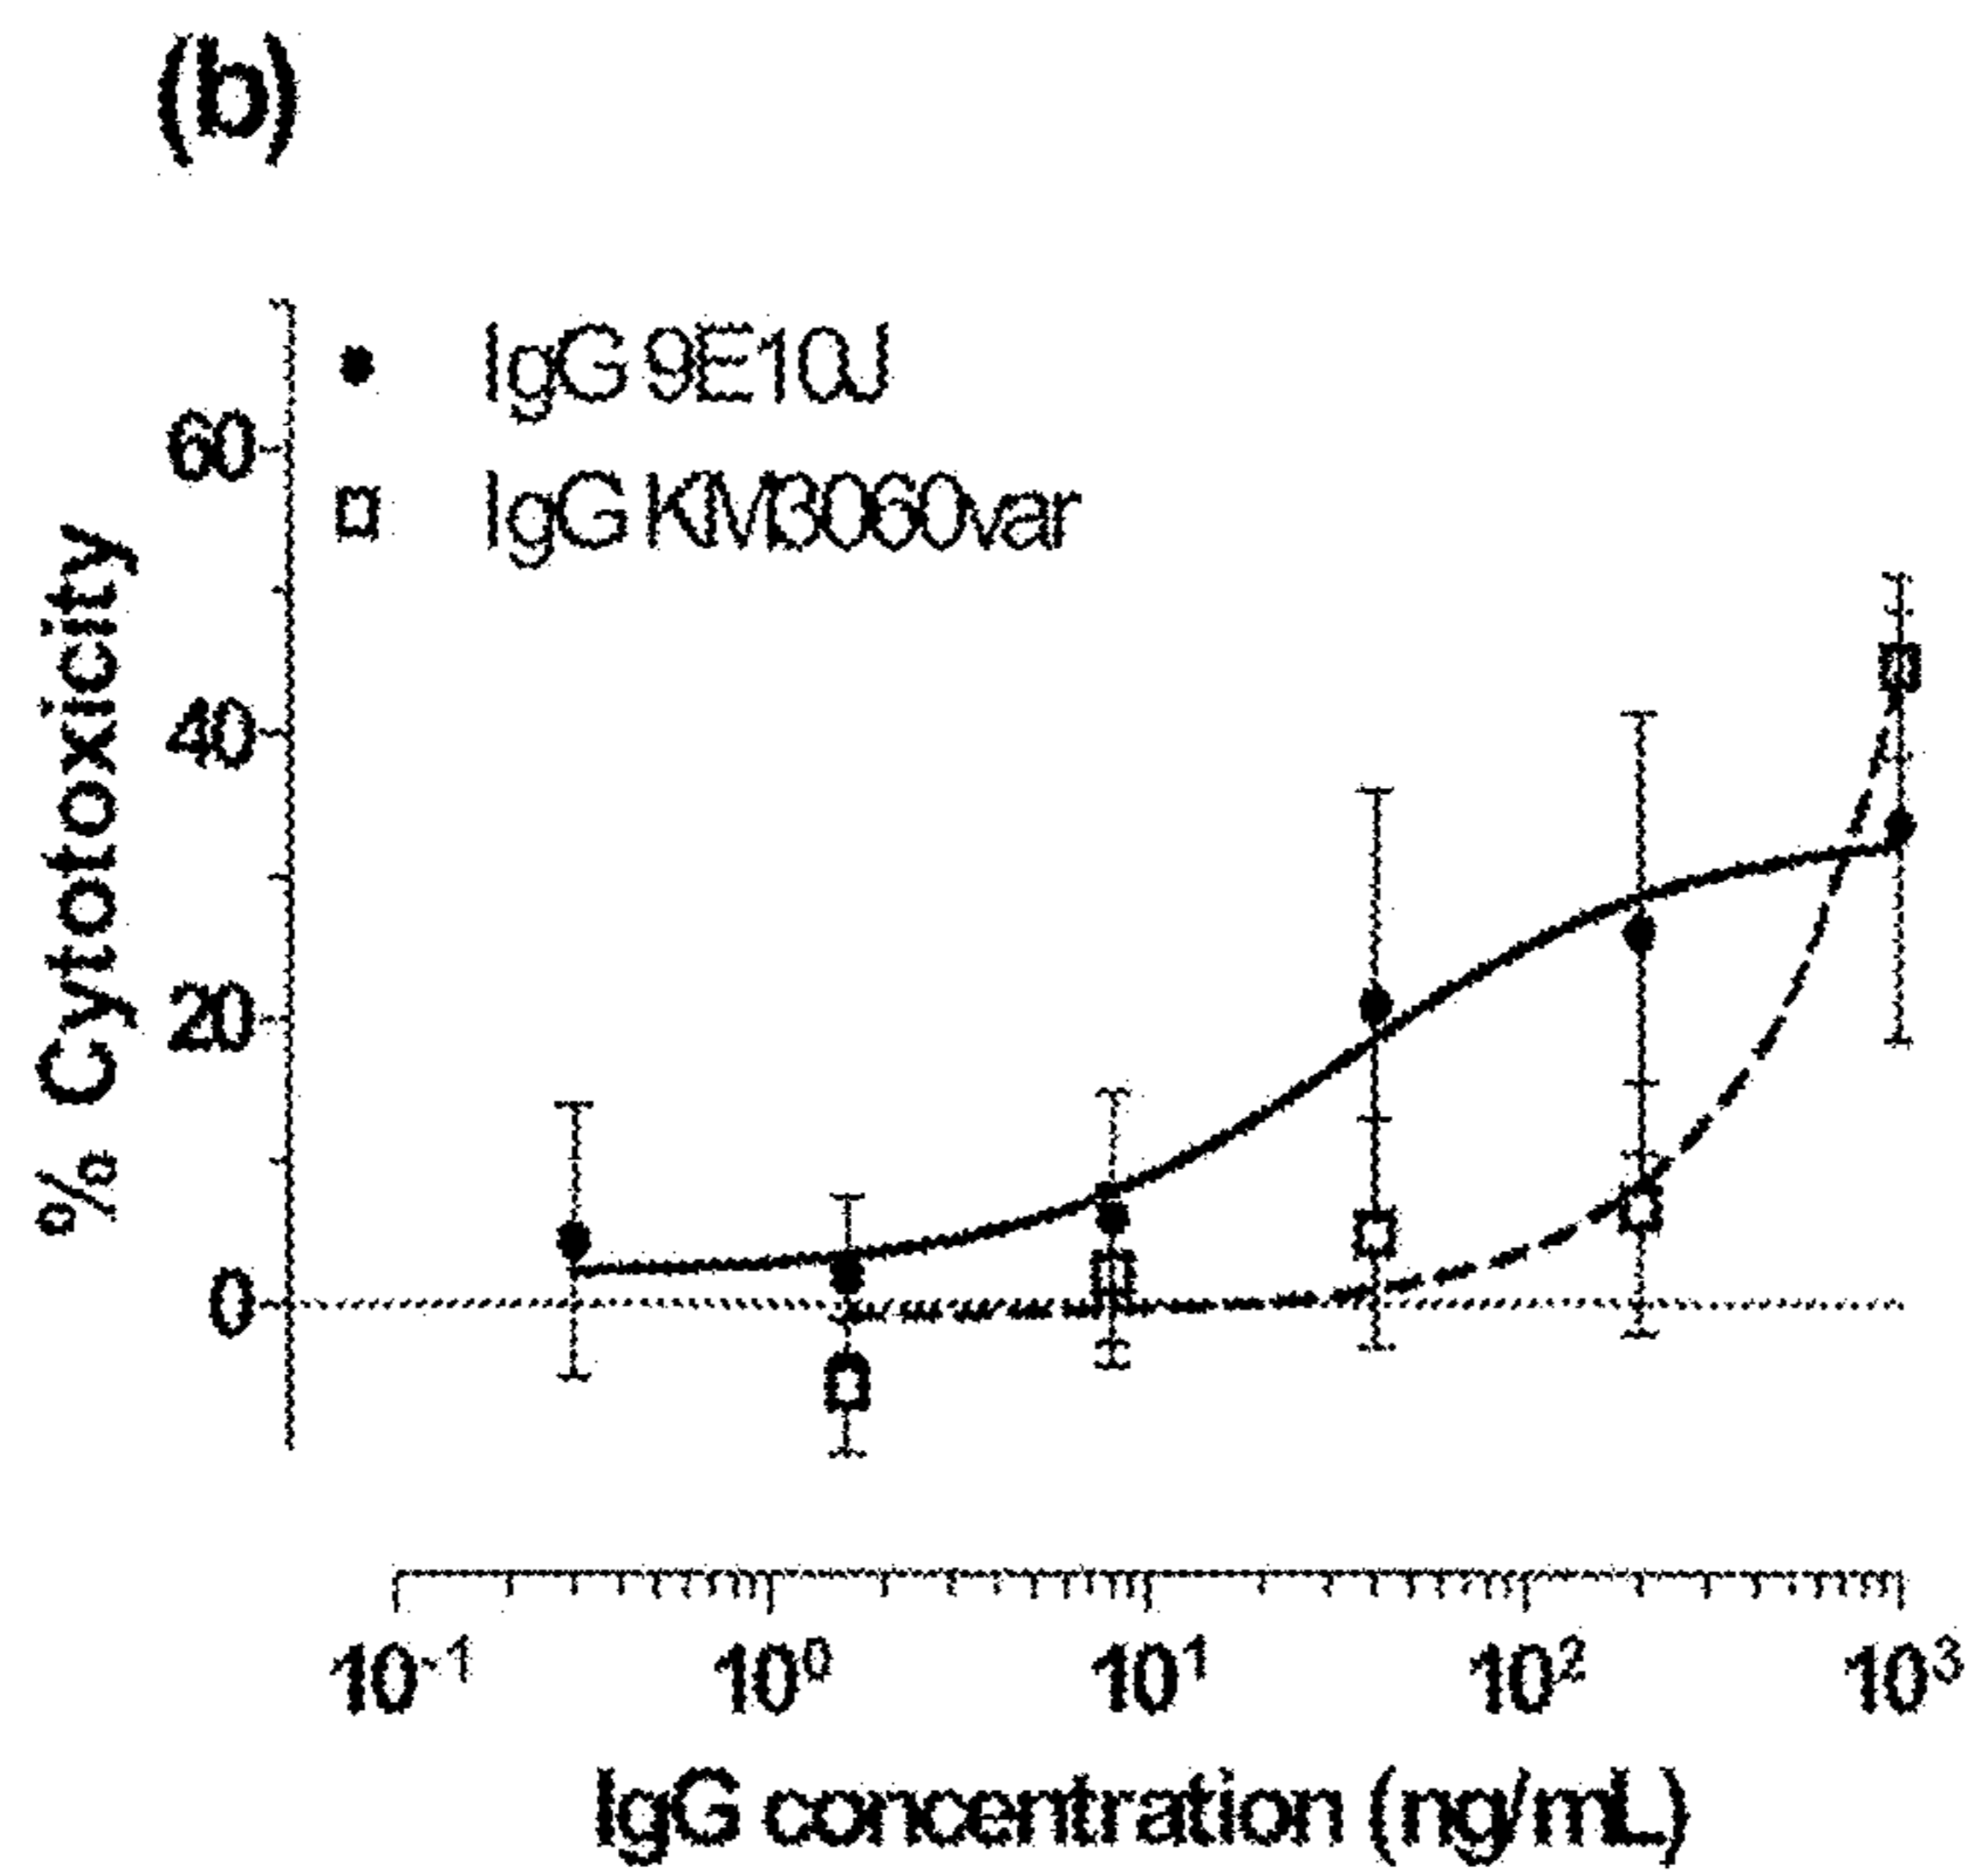 (b)
IgG 9E10J
IgG KM3060var
% Cytotoxicity
60
40
20
0
10⁻¹ 10⁰ 10¹ 10² 10³
IgG concentration (ng/mL)